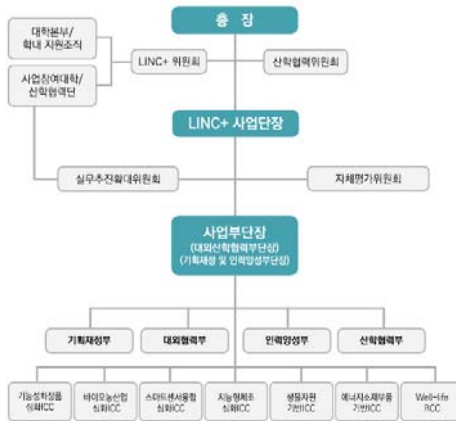 총 장
대학본부/
학내 지원조직
LINC+ 위원회
산학협력위원회
사업참여대학/
산학협력단
LINC+ 사업단장
실무추진확대위원회
자체평가위원회
사업부단장
(대외산학협력부단장)
(기획재정 및 인력양성부단장)
기획재정부
대외협력부
인력양성부
산학협력부
기능성화장품
심화ICC
바이오농산업
심화ICC
스마트센서융합
심화ICC
지능형제조
심화ICC
생물자원
기반ICC
에너지소재부품
기반ICC
Well-life
RCC